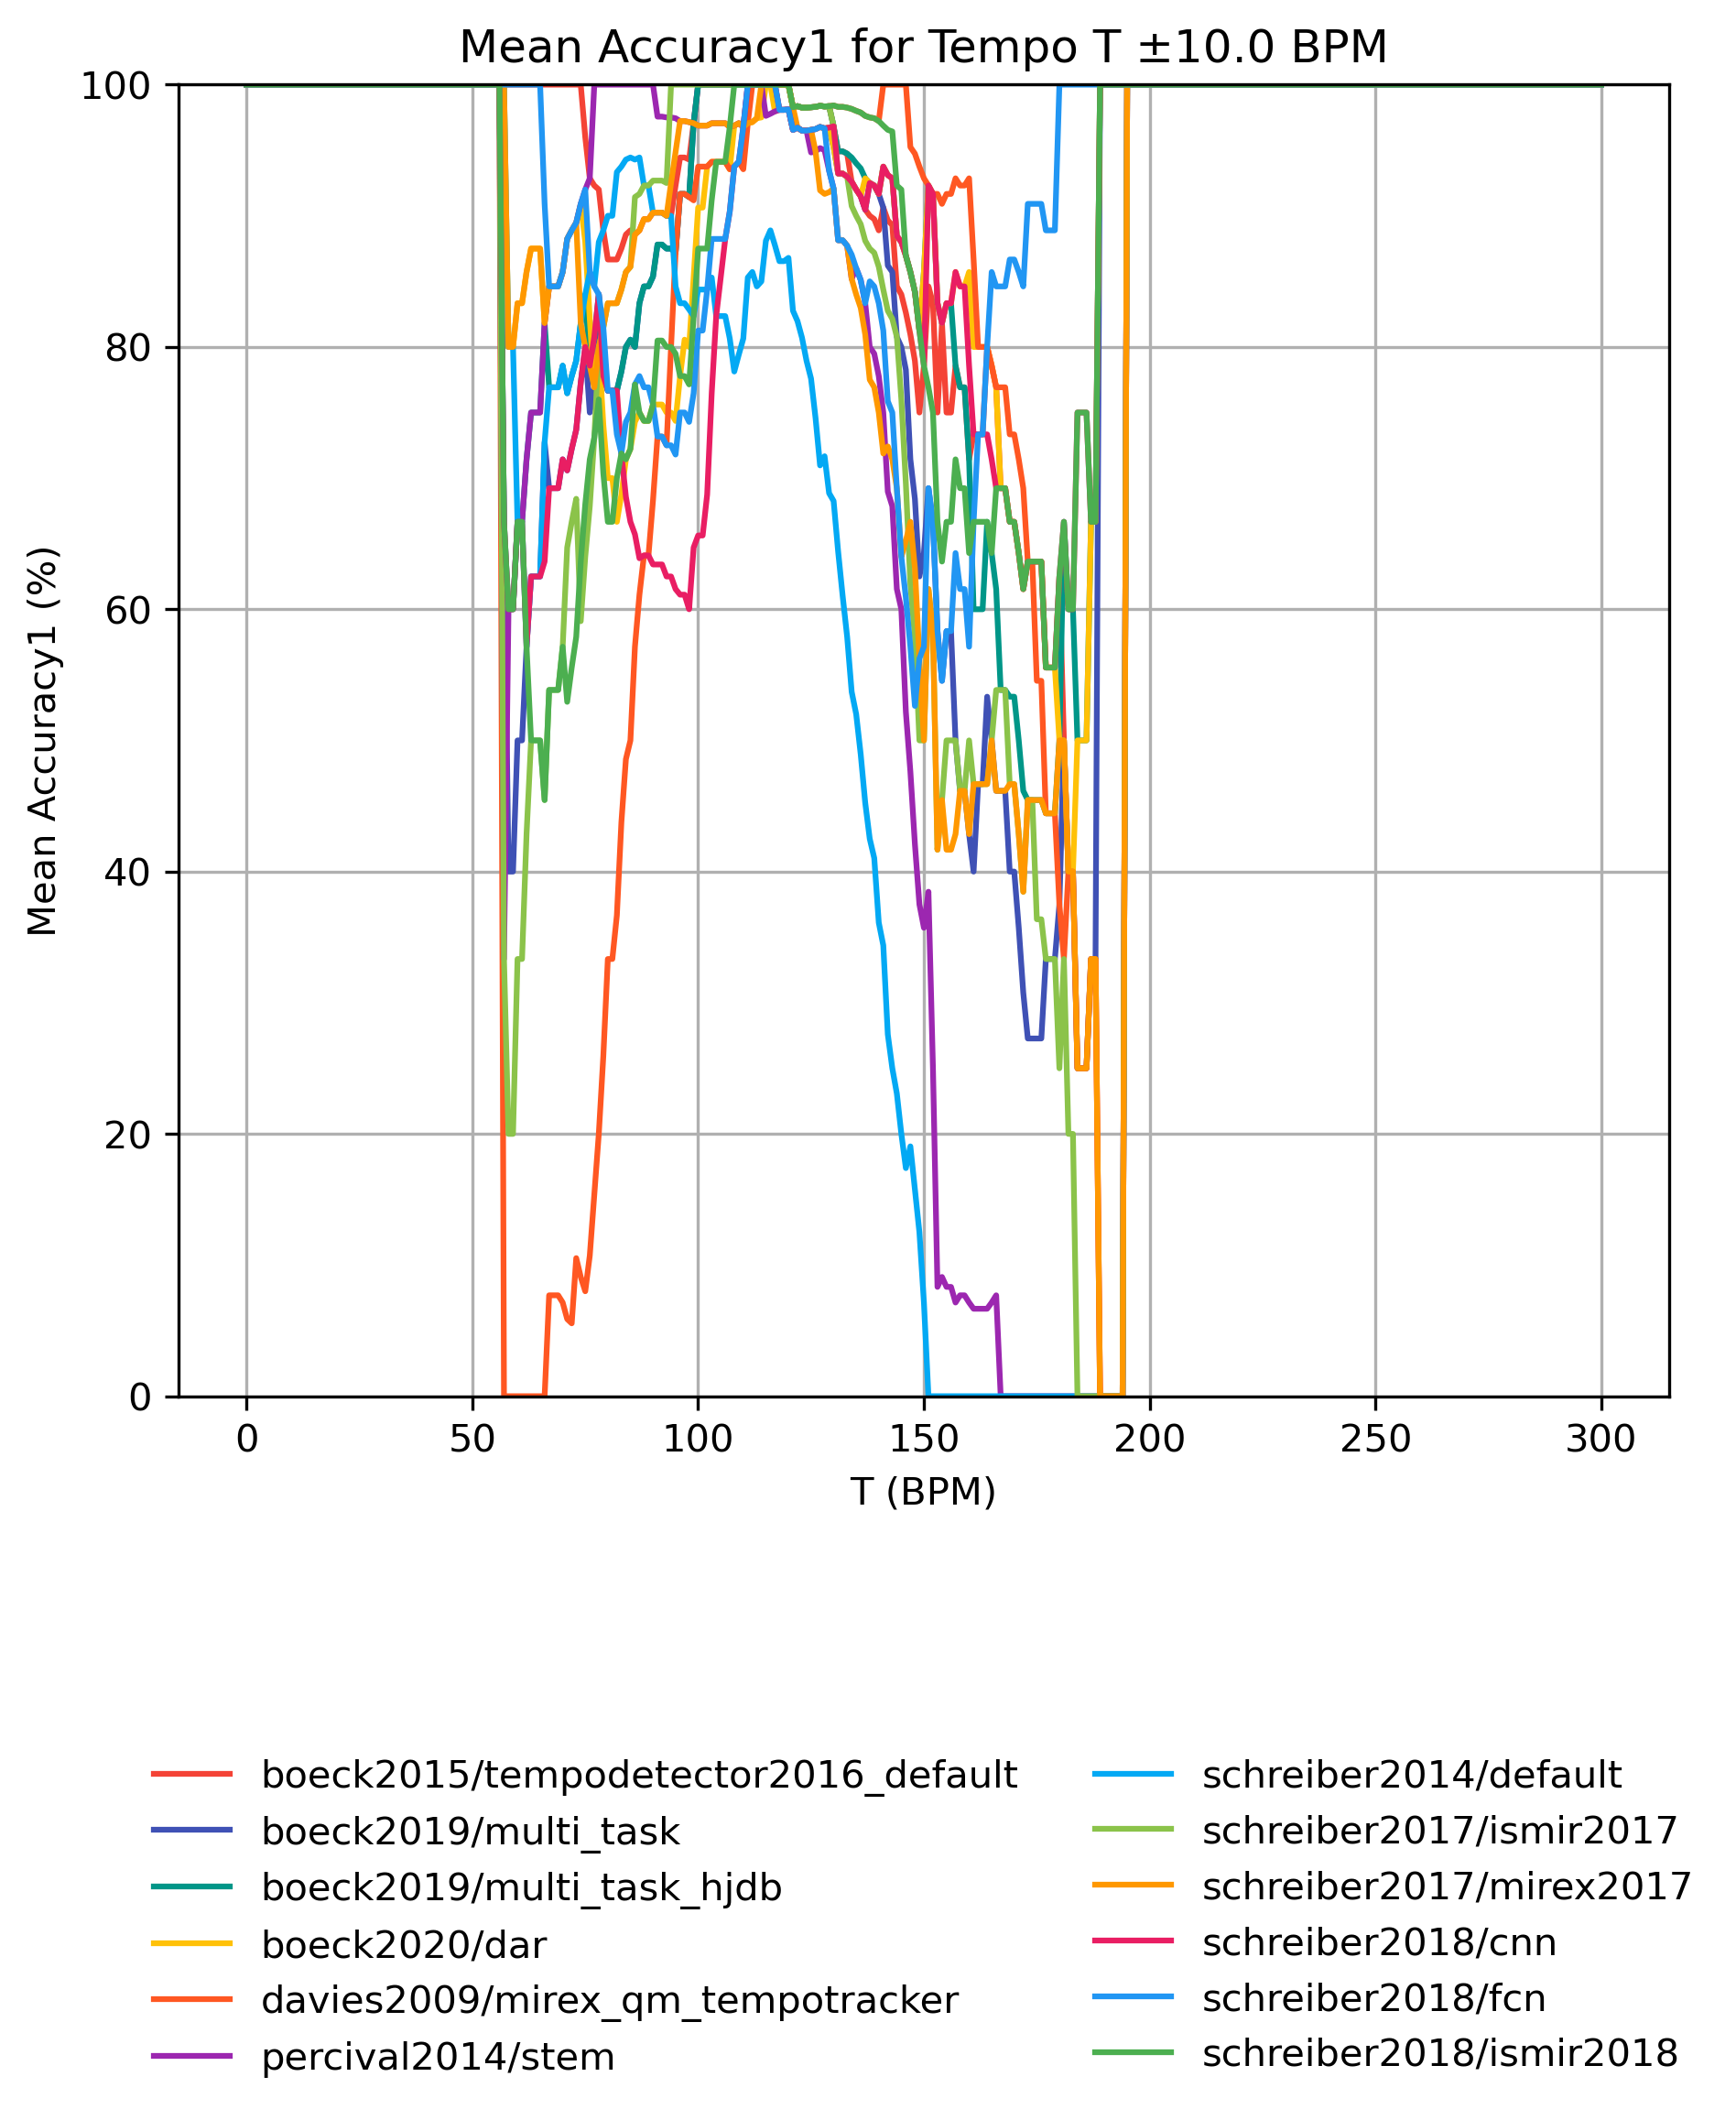 Mean Accuracy1 for Tempo T ±10.0 BPM
100
80
60
40
20
0
Mean Accuracy1 (%)
0 50 100 150 200 250 300
T (BPM)
boeck2015/tempodetector2016_default
boeck2019/multi_task
boeck2019/multi_task_hjdb
boeck2020/dar
davies2009/mirex_qm_tempotracker
percival2014/stem
schreiber2014/default
schreiber2017/ismir2017
schreiber2017/mirex2017
schreiber2018/cnn
schreiber2018/fcn
schreiber2018/ismir2018